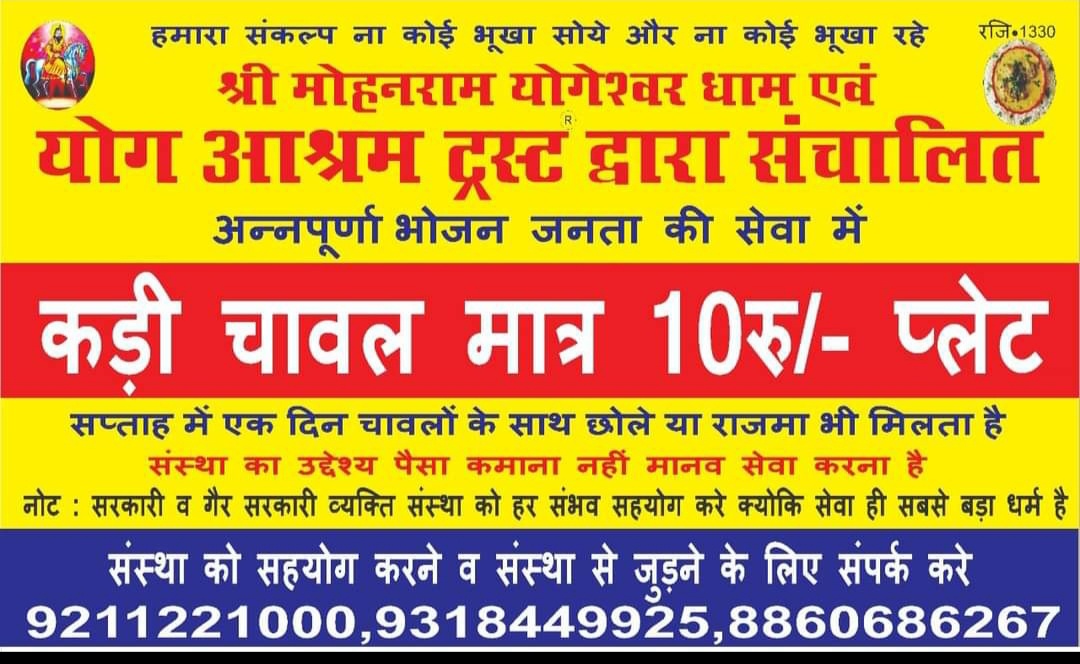 हमारा संकल्प ना कोई भूखा सोये और ना कोई भूखा रहे
रजि•1330
श्री मोहनराम योगेश्वर धाम एवं
योग आश्रम ट्रस्ट ® द्वारा संचालित
अन्नपूर्णा भोजन जनता की सेवा में
कड़ी चावल मात्र 10रु/- प्लेट
सप्ताह में एक दिन चावलों के साथ छोले या राजमा भी मिलता है
संस्था का उद्देश्य पैसा कमाना नहीं मानव सेवा करना है
नोट : सरकारी व गैर सरकारी व्यक्ति संस्था को हर संभव सहयोग करे क्योकि सेवा ही सबसे बड़ा धर्म है
संस्था को सहयोग करने व संस्था से जुड़ने के लिए संपर्क करे
9211221000,9318449925,8860686267